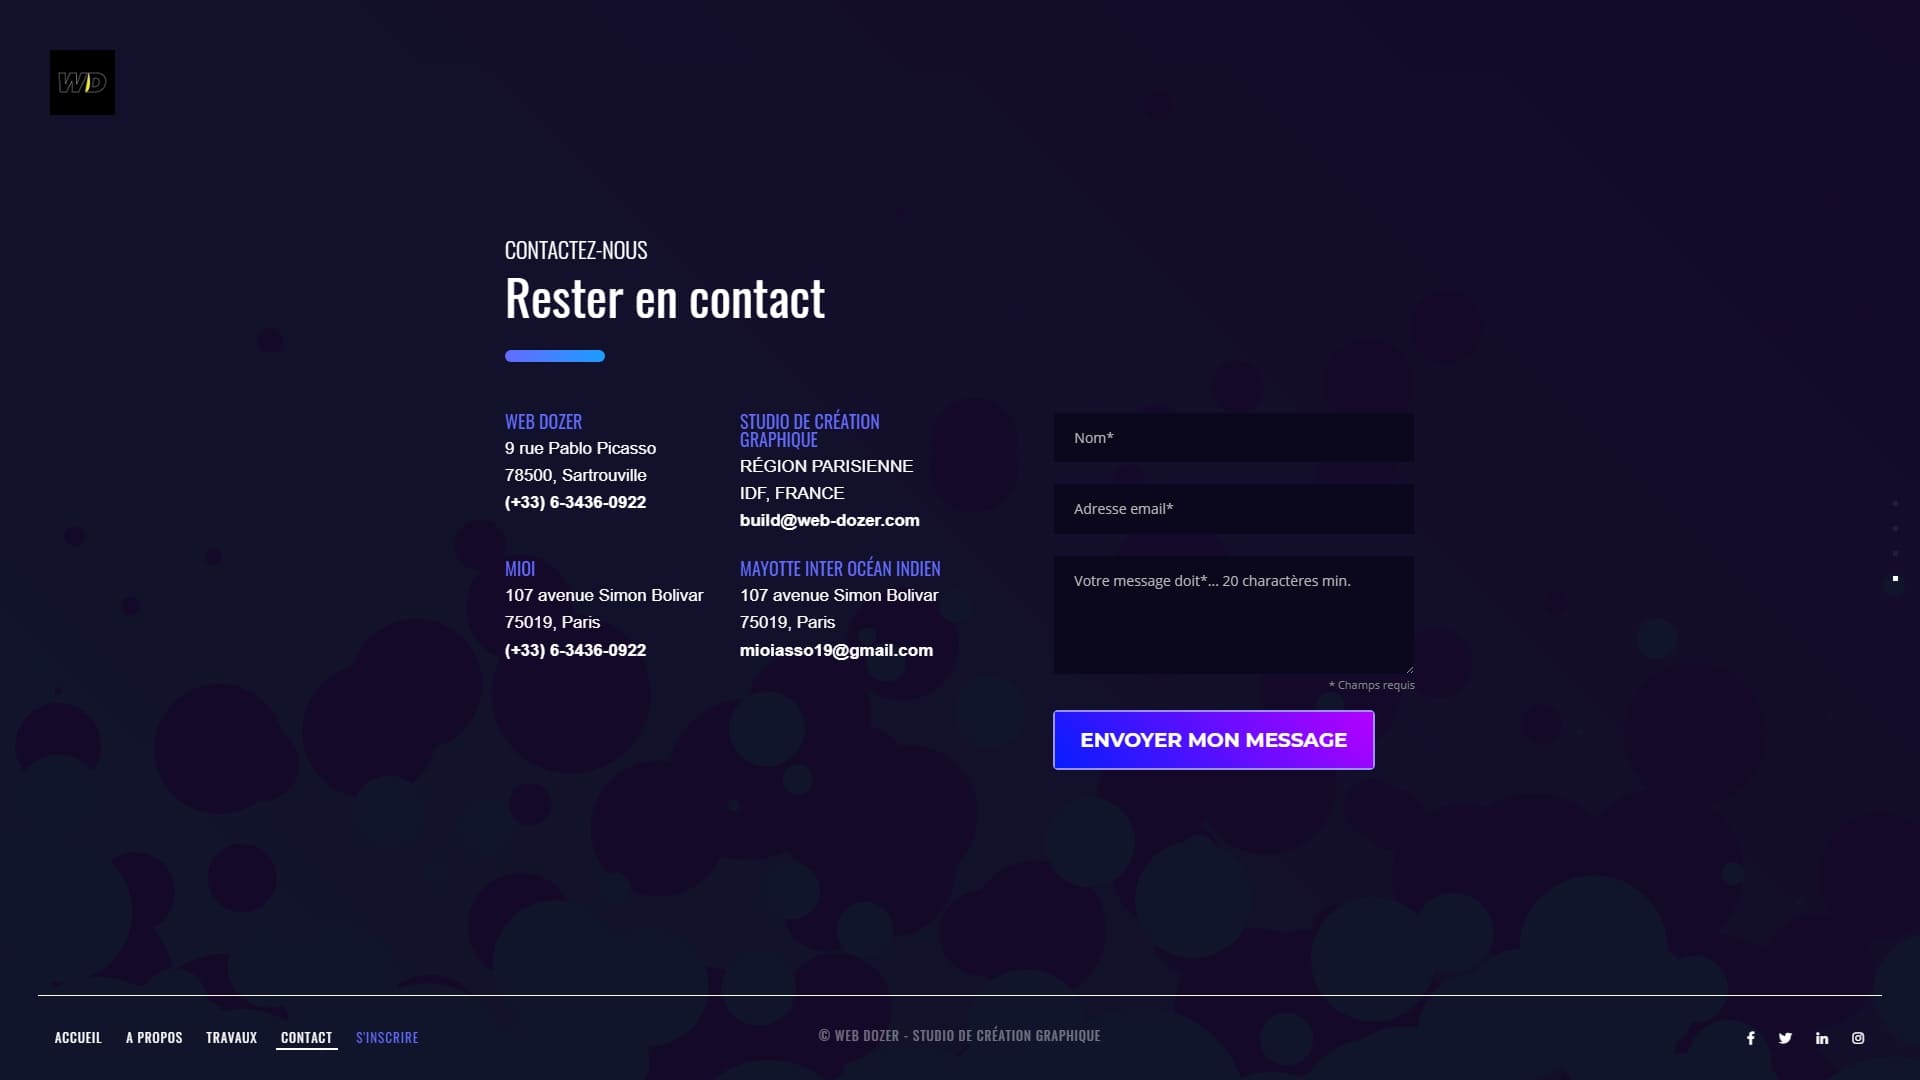 WD
CONTACTEZ-NOUS
Rester en contact
WEB DOZER
9 rue Pablo Picasso
78500, Sartrouville
(+33) 6-3436-0922
STUDIO DE CRÉATION
GRAPHIQUE
RÉGION PARISIENNE
IDF, FRANCE
build@web-dozer.com
MIOI
107 avenue Simon Bolivar
75019, Paris
(+33) 6-3436-0922
MAYOTTE INTER OCÉAN INDIEN
107 avenue Simon Bolivar
75019, Paris
mioiasso19@gmail.com
Nom*
Adresse email*
Votre message doit*... 20 charactères min.
* Champs requis
ENVOYER MON MESSAGE
ACCUEIL A PROPOS TRAVAUX CONTACT S'INSCRIRE
© WEB DOZER - STUDIO DE CRÉATION GRAPHIQUE